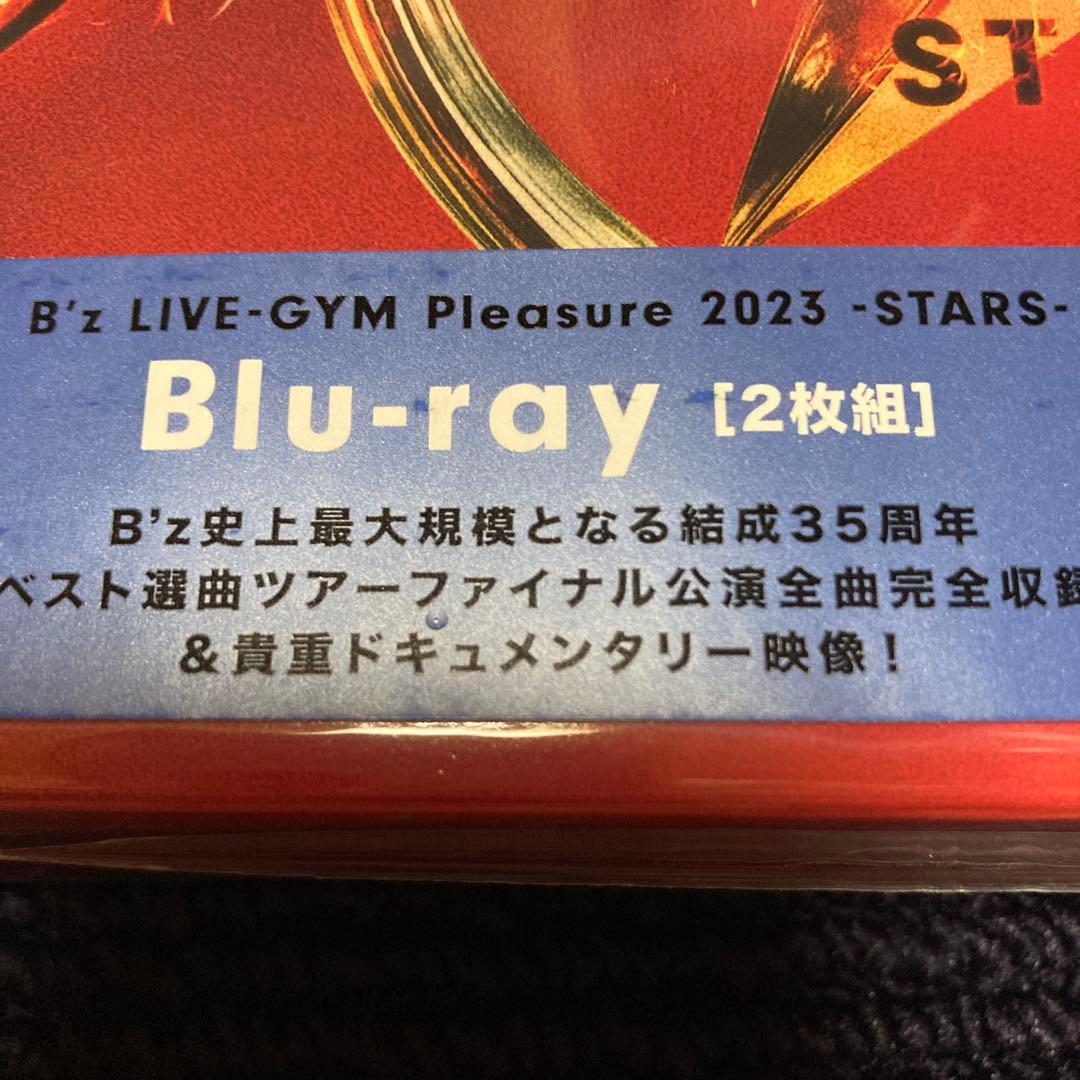 ST
B'z LIVE-GYM Pleasure 2023 -STARS-
Blu-ray [2枚組]
B'z史上最大規模となる結成35周年
ベスト選曲ツアーファイナル公演全曲完全収録
&貴重ドキュメンタリー映像!